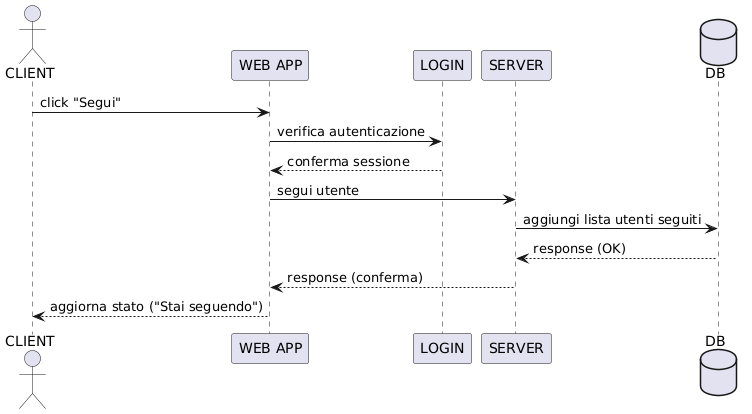 CLIENT
WEB APP
LOGIN
SERVER
DB
click "Segui"
verifica autenticazione
conferma sessione
segui utente
aggiungi lista utenti seguiti
response (OK)
response (conferma)
aggiorna stato ("Stai seguendo")
CLIENT
WEB APP
LOGIN
SERVER
DB